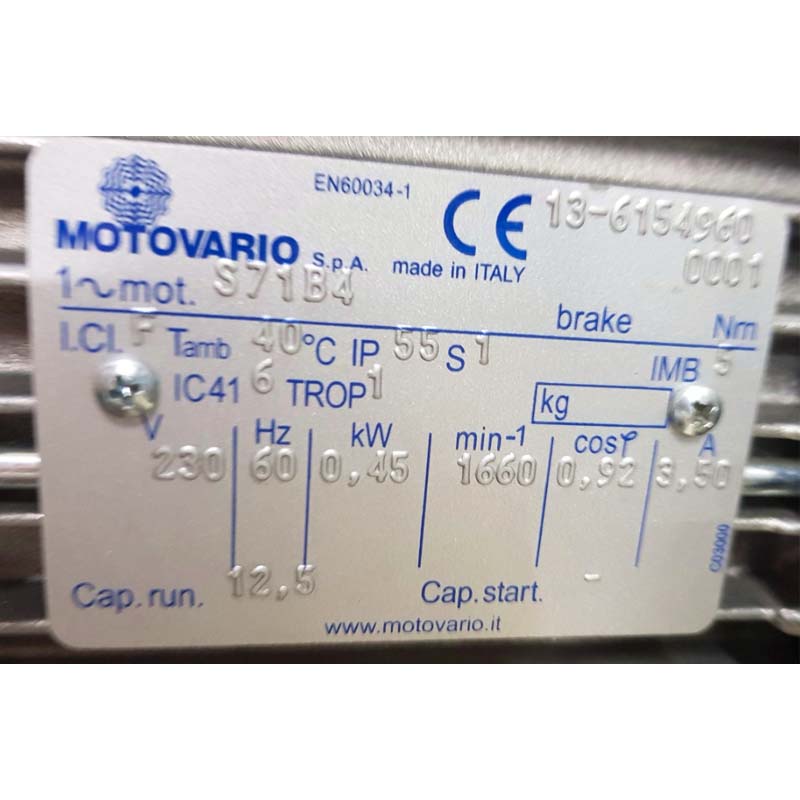 EN60034-1 CE 13-6154960
MOTOVARIO S.p.A. made in ITALY 0001
1~mot. S71B4 brake Nm
I.Cl. F Tamb 40°C IP 55 S 1 IMB 5
IC41 6 TROP 1 kg
V Hz kW min-1 cosφ A
230 60 0,45 1660 0,92 3,50
C03000
Cap. run. 12,5 Cap. start. -
www.motovario.it